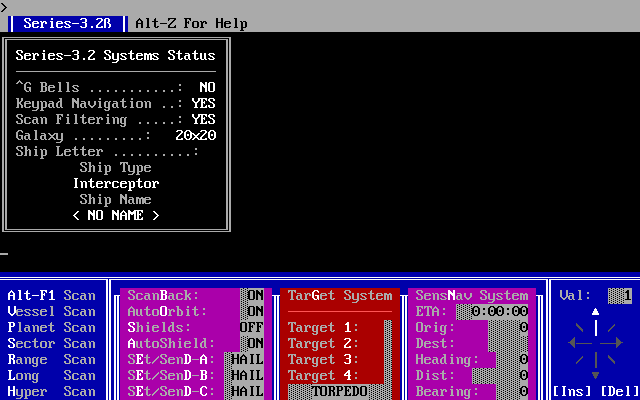 >
Series-3.2ß Alt-Z For Help
Series-3.2 Systems Status
^G Bells ...........: NO
Keypad Navigation ..: YES
Scan Filtering .....: YES
Galaxy .........: 20x20
Ship Letter ..........:
Ship Type
Interceptor
Ship Name
< NO NAME >
Alt-F1 Scan ScanBack: ON TarGet System SensNav System Val: 1
Vessel Scan AutoOrbit: ON ETA: 0:00:00
Planet Scan Shields: OFF Target 1: Orig: 0
Sector Scan AutoShield: ON Target 2: Dest: 0
Range Scan SEt/SenD-A: HAIL Target 3: Heading: 0
Long Scan SEt/SenD-B: HAIL Target 4: Dist: 0
Hyper Scan SEt/SenD-C: HAIL TORPEDO Bearing: 0 [Ins] [Del]